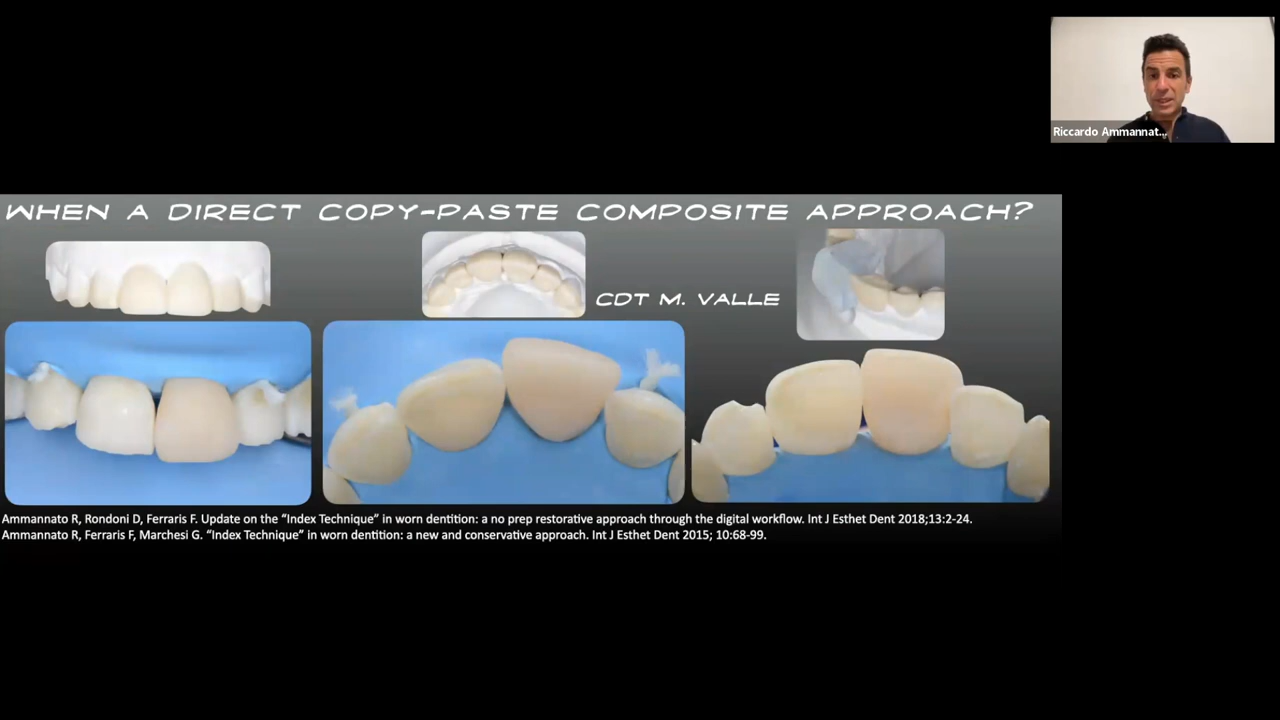 Riccardo Ammannat...
WHEN A DIRECT COPY-PASTE COMPOSITE APPROACH?
CDT M. VALLE
Ammannato R, Rondoni D, Ferraris F. Update on the “Index Technique” in worn dentition: a no prep restorative approach through the digital workflow. Int J Esthet Dent 2018;13:2-24.
Ammannato R, Ferraris F, Marchesi G. “Index Technique” in worn dentition: a new and conservative approach. Int J Esthet Dent 2015; 10:68-99.